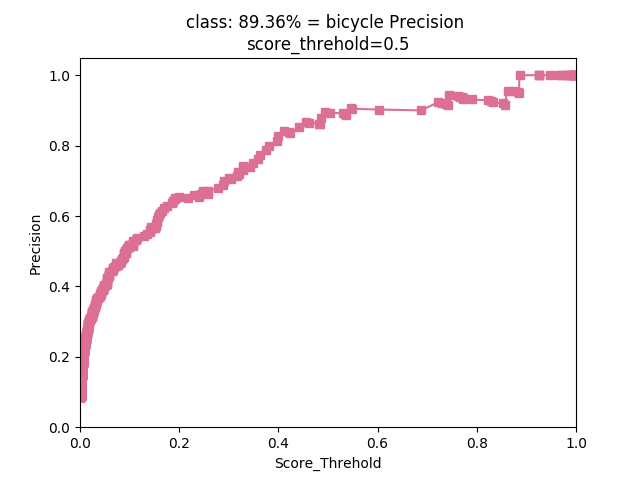 class: 89.36% = bicycle Precision
score_threhold=0.5
1.0
0.8
0.6
0.4
0.2
0.0
Precision
0.0 0.2 0.4 0.6 0.8 1.0
Score_Threhold